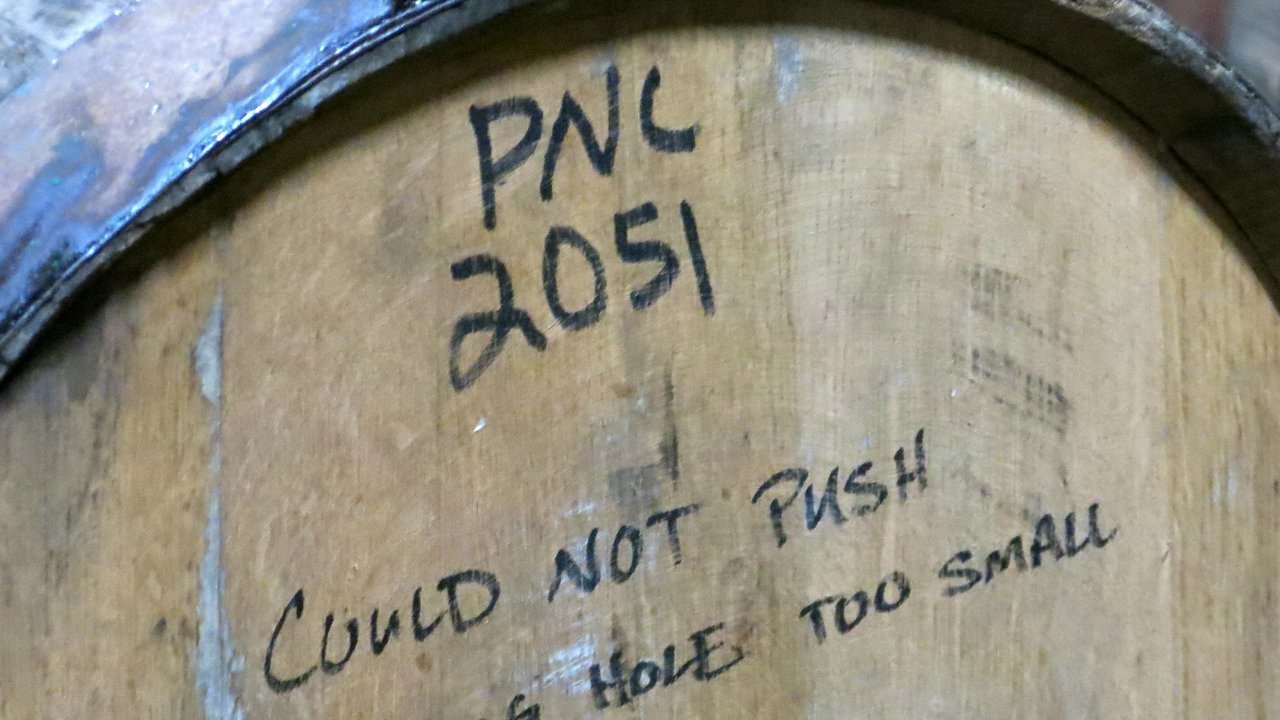 PNC
2051
COULD NOT PUSH
HOLE TOO SMALL